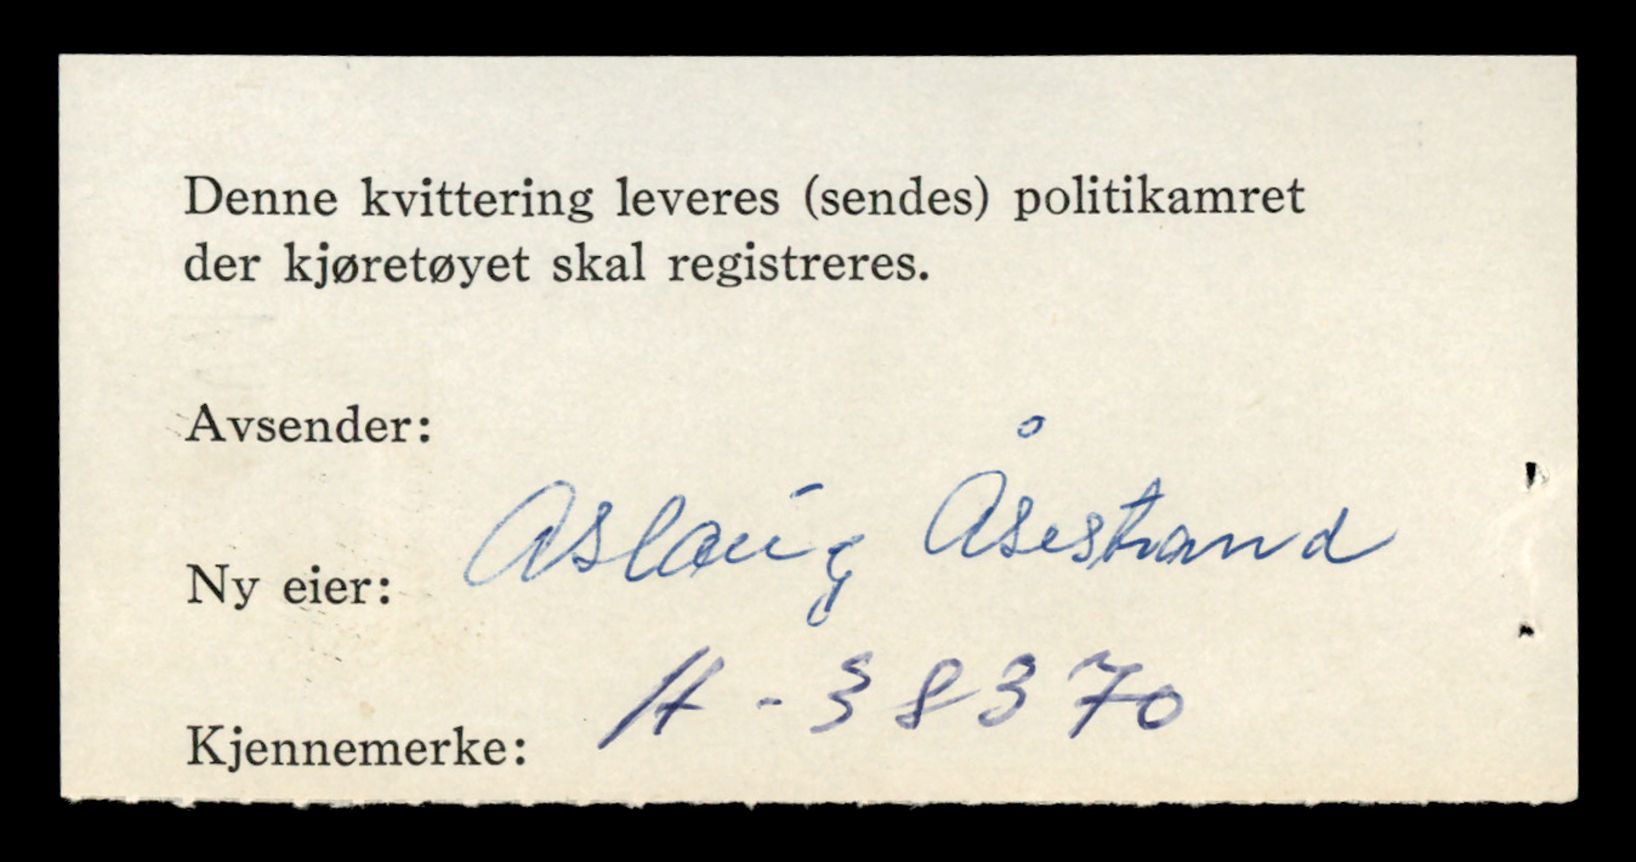 Denne kvittering leveres (sendes) politikamret
der kjøretøyet skal registreres.
Avsender:
Ny eier: Aslaug Åsestrand
Kjennemerke: H-38370